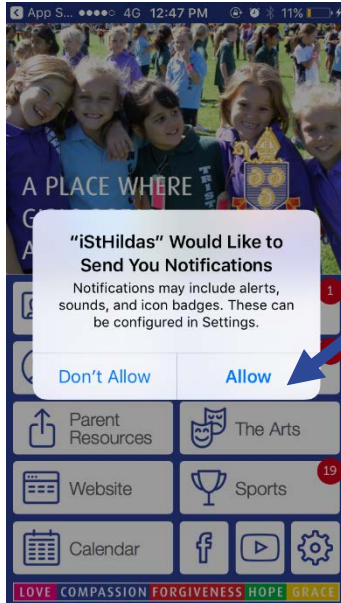 App S... 4G 12:47 PM 11%
A PLACE WHERE
G
A
"iStHildas" Would Like to
Send You Notifications
Notifications may include alerts,
sounds, and icon badges. These can
be configured in Settings.
Don't Allow
Allow
1
Parent
Resources
The Arts
Website
Sports
19
Calendar
LOVE COMPASSION FORGIVENESS HOPE GRACE